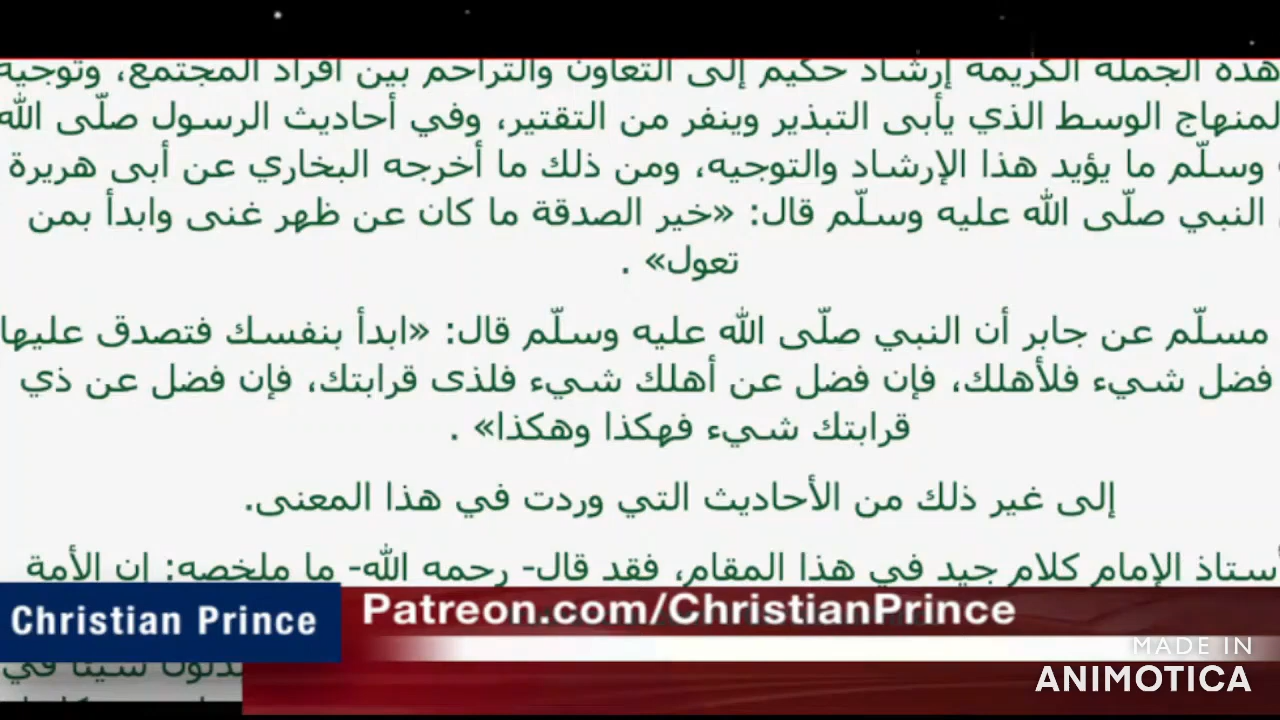 هذه الجملة الكريمة إرشاد حكيم إلى التعاون والتراحم بين أفراد المجتمع، وتوجيه
لمنهاج الوسط الذي يأبى التبذير وينفر من التقتير، وفي أحاديث الرسول صلّى الله
وسلّم ما يؤيد هذا الإرشاد والتوجيه، ومن ذلك ما أخرجه البخاري عن أبى هريرة
النبي صلّى الله عليه وسلّم قال: «خير الصدقة ما كان عن ظهر غنى وابدأ بمن
تعول» .
مسلّم عن جابر أن النبي صلّى الله عليه وسلّم قال: «ابدأ بنفسك فتصدق عليها
فضل شيء فلأهلك، فإن فضل عن أهلك شيء فلذى قرابتك، فإن فضل عن ذي
قرابتك شيء فهكذا وهكذا» .
إلى غير ذلك من الأحاديث التي وردت في هذا المعنى.
أستاذ الإمام كلام جيد في هذا المقام، فقد قال- رحمه الله- ما ملخصه: إن الأمة
Christian Prince
Patreon.com/ChristianPrince
في
MADE IN
ANIMOTICA